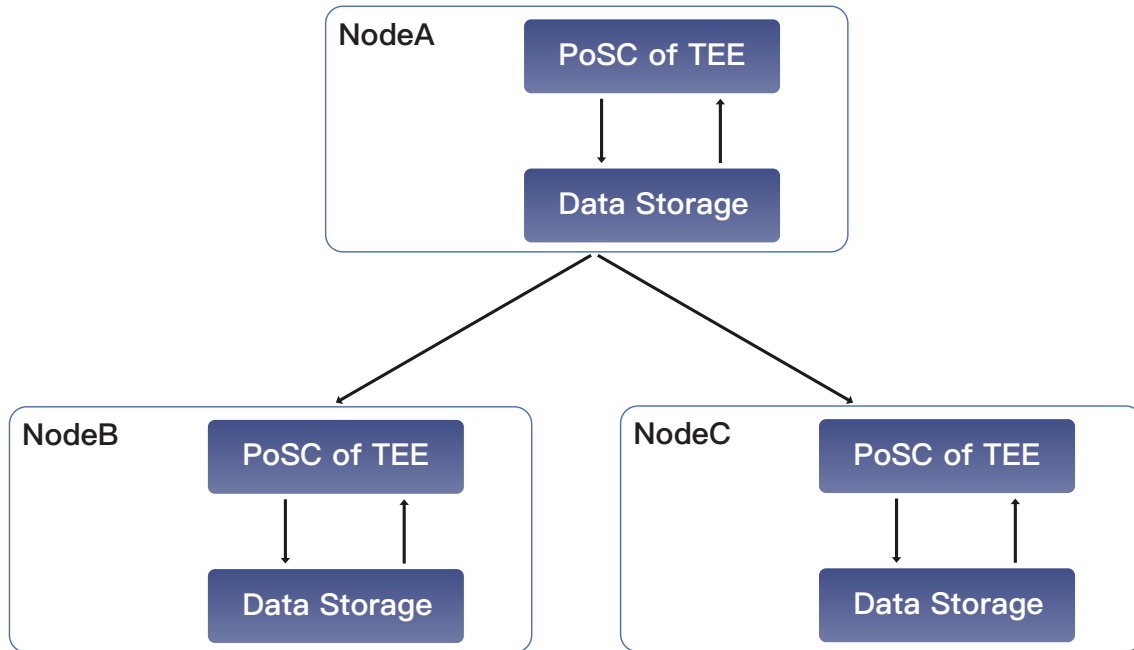 NodeA
PoSC of TEE
Data Storage
NodeB
PoSC of TEE
Data Storage
NodeC
PoSC of TEE
Data Storage